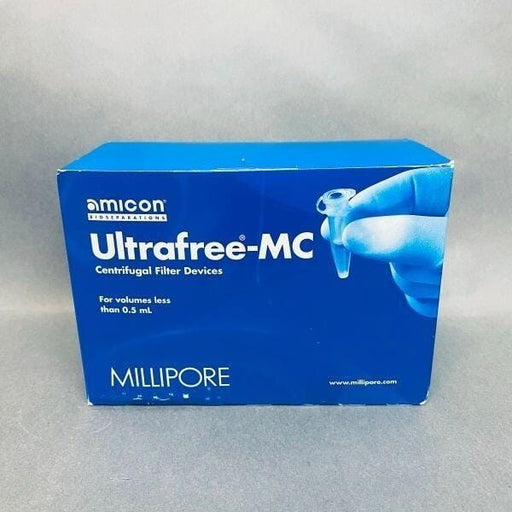 amicon®
BIOSEPARATIONS
Ultrafree®-MC
Centrifugal Filter Devices
For volumes less
than 0.5 mL
MILLIPORE
www.millipore.com